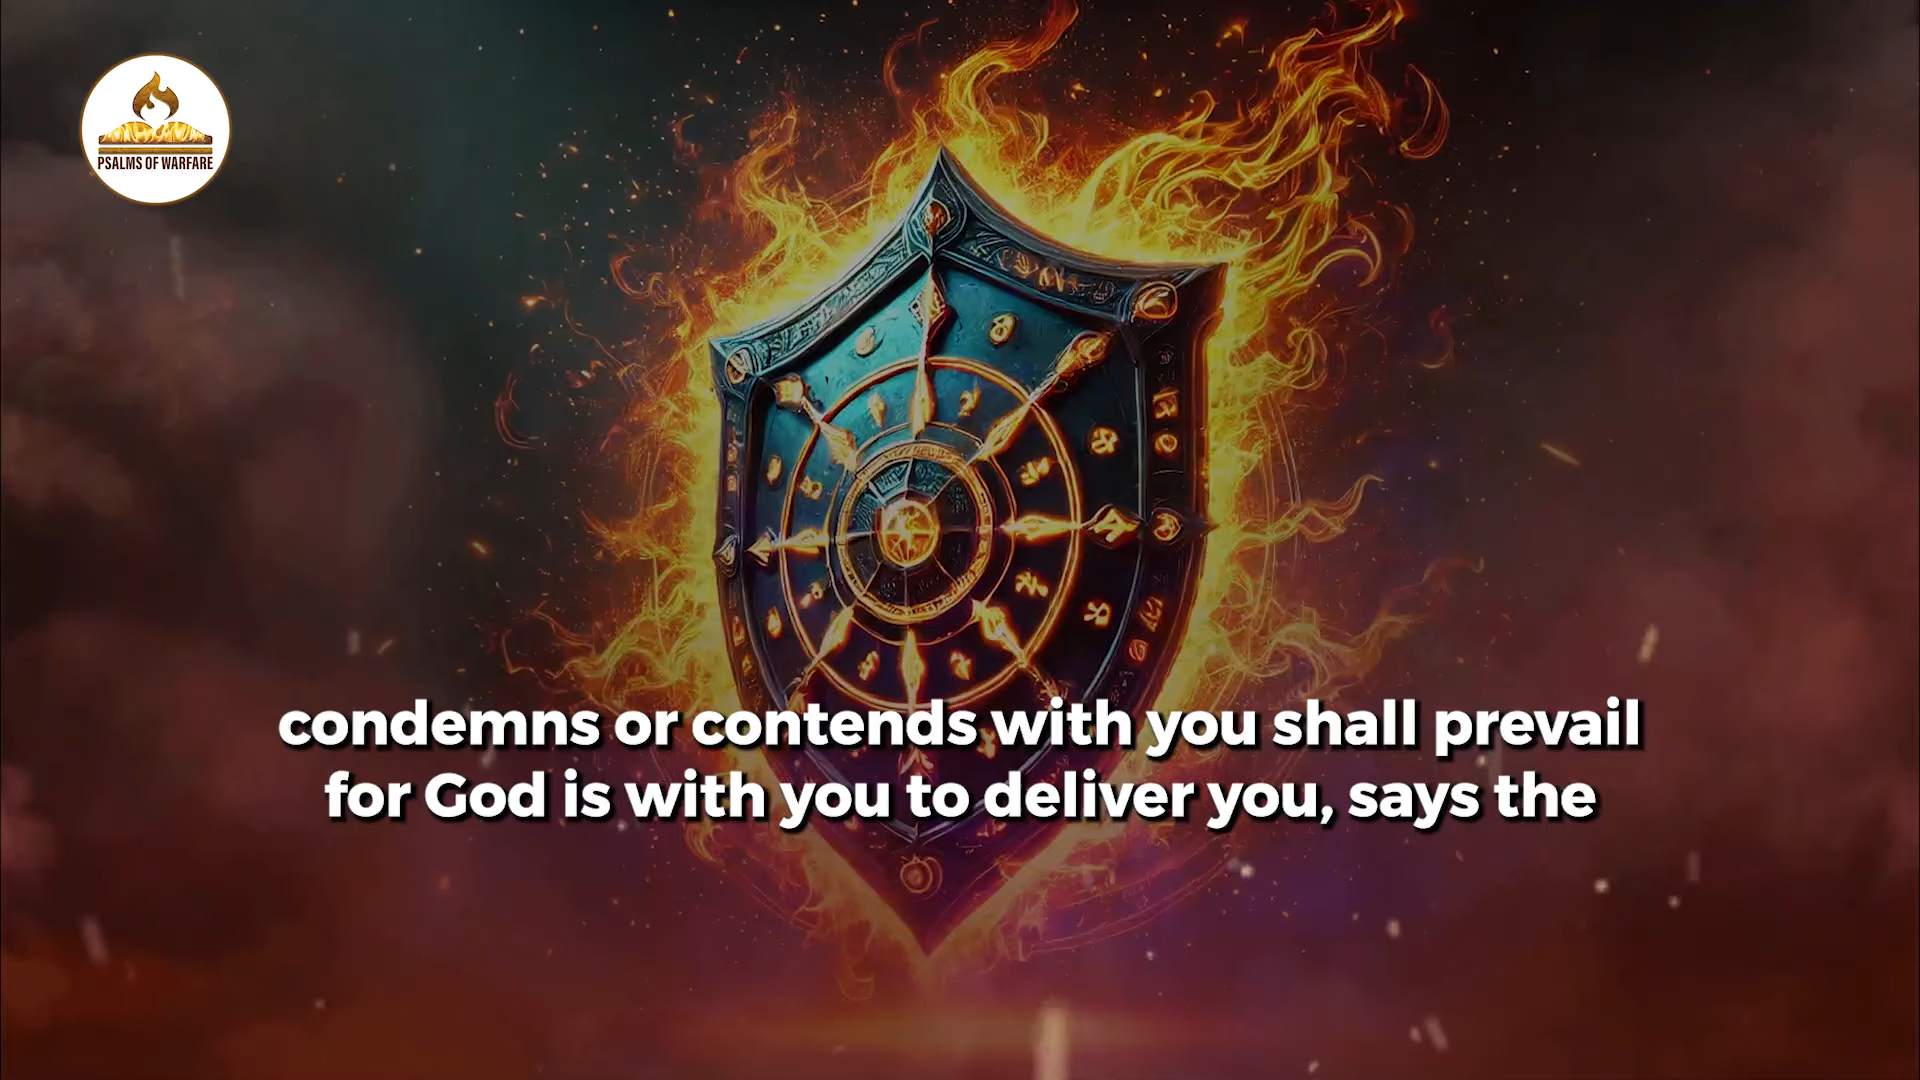 PSALMS OF WARFARE
condemns or contends with you shall prevail
for God is with you to deliver you, says the